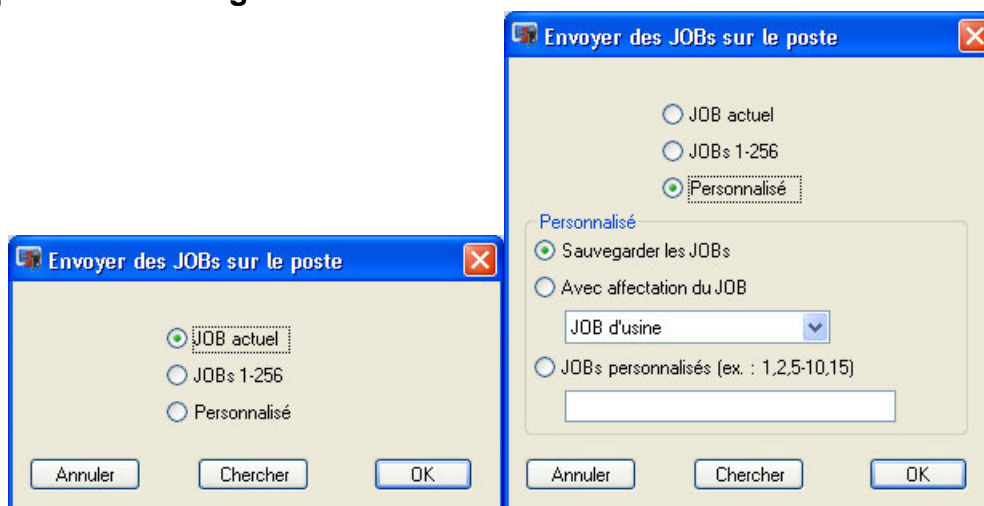 Envoyer des JOBs sur le poste
JOB actuel
JOBs 1-256
Personnalisé
Annuler Chercher OK
Envoyer des JOBs sur le poste
JOB actuel
JOBs 1-256
Personnalisé
Personnalisé
Sauvegarder les JOBs
Avec affectation du JOB
JOB d'usine
JOBs personnalisés (ex. : 1,2,5-10,15)
Annuler Chercher OK